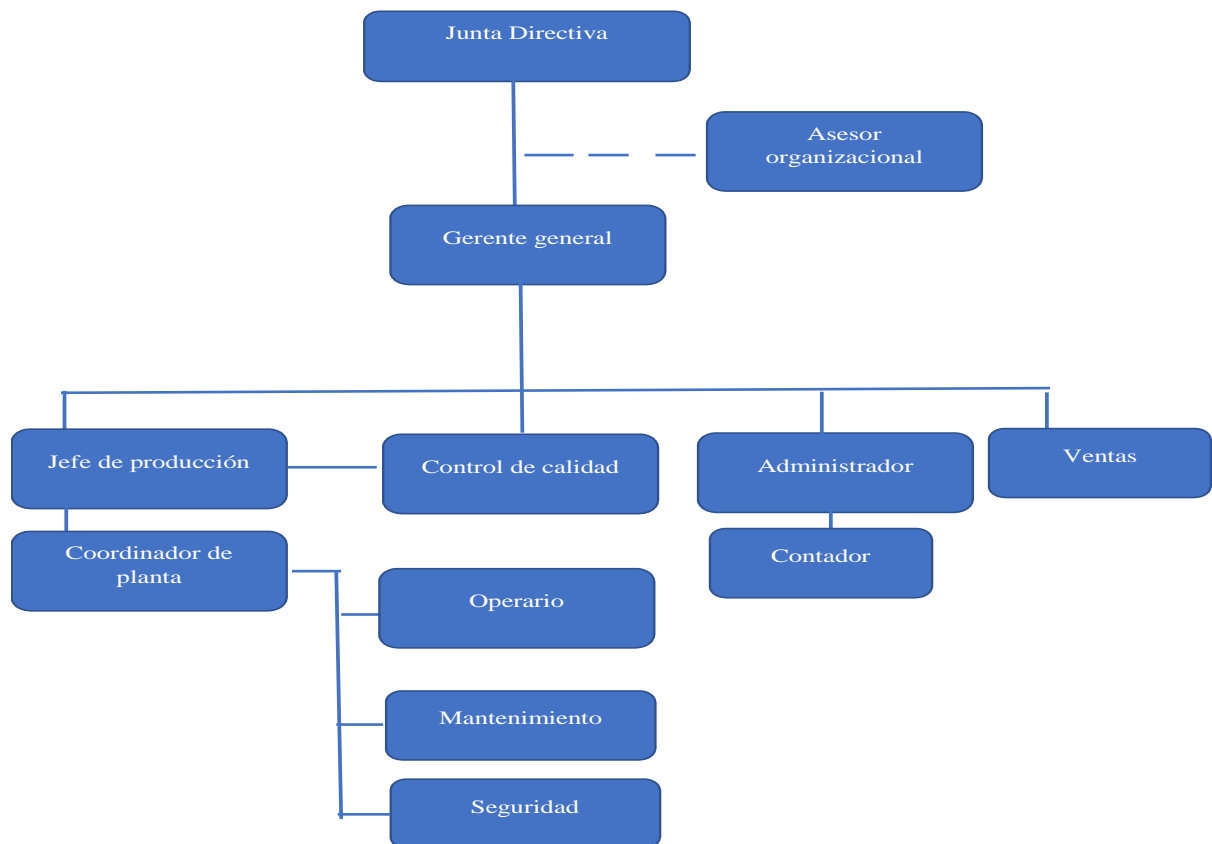 Junta Directiva
Asesor
organizacional
Gerente general
Jefe de producción
Control de calidad
Administrador
Ventas
Coordinador de
planta
Contador
Operario
Mantenimiento
Seguridad